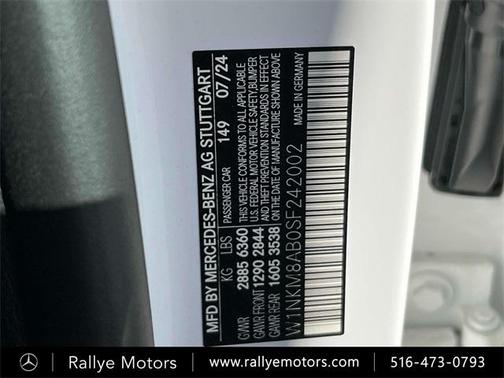 MFD BY MERCEDES-BENZ AG STUTTGART
PASSENGER CAR 149 07/24
KG LBS
GVWR 2885 6360
GAWR FRONT 1290 2844
GAWR REAR 1605 3538
THIS VEHICLE CONFORMS TO ALL APPLICABLE
U.S. FEDERAL MOTOR VEHICLE SAFETY, BUMPER
AND THEFT PREVENTION STANDARDS IN EFFECT
ON THE DATE OF MANUFACTURE SHOWN ABOVE
W1NKM8AB0SF242002
MADE IN GERMANY
Rallye Motors
www.rallyemotors.com
516-473-0793